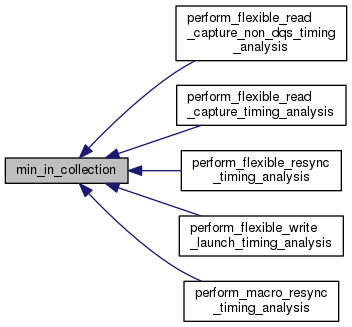 perform_flexible_read
_capture_non_dqs_timing
_analysis
perform_flexible_read
_capture_timing_analysis
min_in_collection
perform_flexible_resync
_timing_analysis
perform_flexible_write
_launch_timing_analysis
perform_macro_resync
_timing_analysis